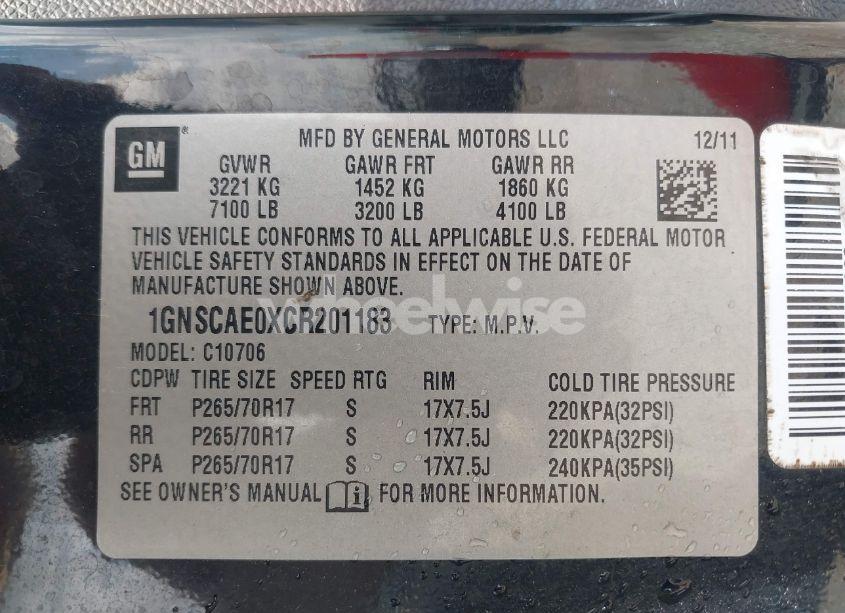 GM ® MFD BY GENERAL MOTORS LLC 12/11
GVWR GAWR FRT GAWR RR
3221 KG 1452 KG 1860 KG
7100 LB 3200 LB 4100 LB
THIS VEHICLE CONFORMS TO ALL APPLICABLE U.S. FEDERAL MOTOR
VEHICLE SAFETY STANDARDS IN EFFECT ON THE DATE OF
MANUFACTURE SHOWN ABOVE.
wheelwise
1GNSCAE0XCR201183 TYPE: M.P.V.
MODEL: C10706
CDPW TIRE SIZE SPEED RTG RIM COLD TIRE PRESSURE
FRT P265/70R17 S 17X7.5J 220KPA(32PSI)
RR P265/70R17 S 17X7.5J 220KPA(32PSI)
SPA P265/70R17 S 17X7.5J 240KPA(35PSI)
SEE OWNER'S MANUAL i FOR MORE INFORMATION.